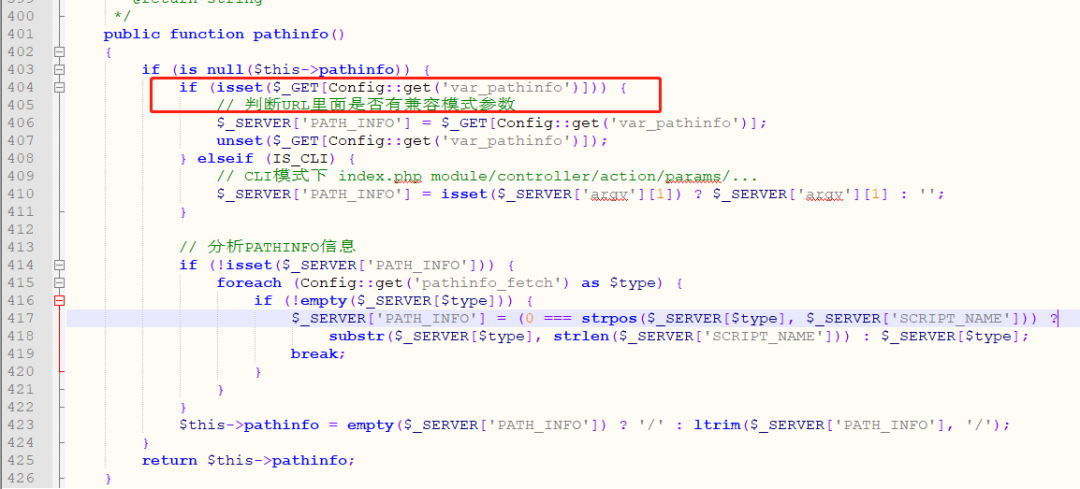 399 * @return string
400 */
401 public function pathinfo()
402 {
403 if (is_null($this->pathinfo)) {
404 if (isset($_GET[Config::get('var_pathinfo')])) {
405 // 判断URL里面是否有兼容模式参数
406 $_SERVER['PATH_INFO'] = $_GET[Config::get('var_pathinfo')];
407 unset($_GET[Config::get('var_pathinfo')]);
408 } elseif (IS_CLI) {
409 // CLI模式下 index.php module/controller/action/params/...
410 $_SERVER['PATH_INFO'] = isset($_SERVER['argv'][1]) ? $_SERVER['argv'][1] : '';
411 }
412
413 // 分析PATHINFO信息
414 if (!isset($_SERVER['PATH_INFO'])) {
415 foreach (Config::get('pathinfo_fetch') as $type) {
416 if (!empty($_SERVER[$type])) {
417 $_SERVER['PATH_INFO'] = (0 === strpos($_SERVER[$type], $_SERVER['SCRIPT_NAME'])) ?
418 substr($_SERVER[$type], strlen($_SERVER['SCRIPT_NAME'])) : $_SERVER[$type];
419 break;
420 }
421 }
422 }
423 $this->pathinfo = empty($_SERVER['PATH_INFO']) ? '/' : ltrim($_SERVER['PATH_INFO'], '/');
424 }
425 return $this->pathinfo;
426 }